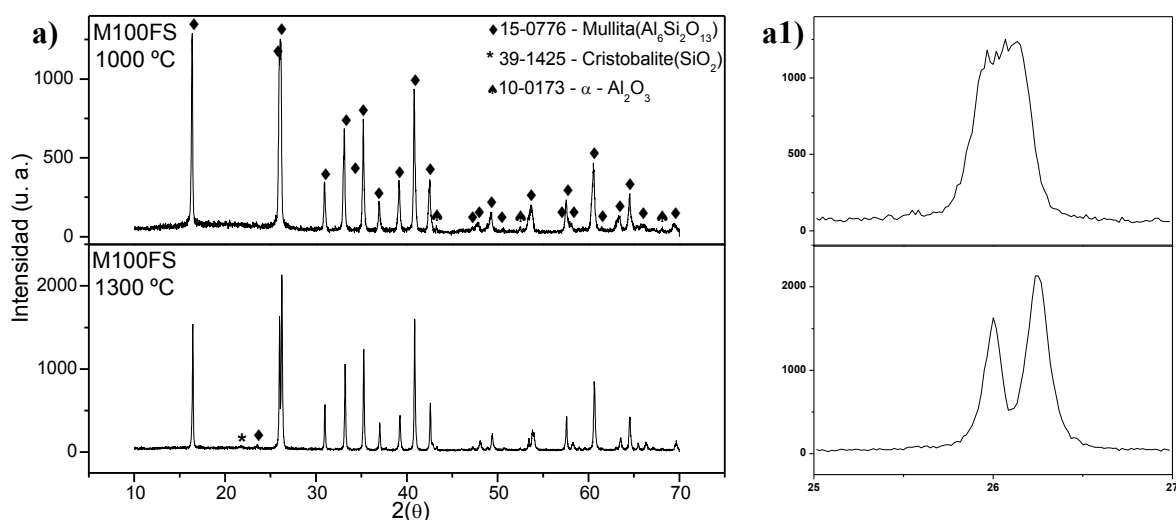 a)
M100FS
1000 ºC
♦15-0776 - Mullita(Al6Si2O13)
* 39-1425 - Cristobalite(SiO2)
♠10-0173 - α - Al2O3
1000
500
0
M100FS
1300 ºC
*
2000
1000
0
Intensidad (u. a.)
10 20 30 40 50 60 70
2(θ)
a1)
1000
500
0
2000
1000
0
25 26 27